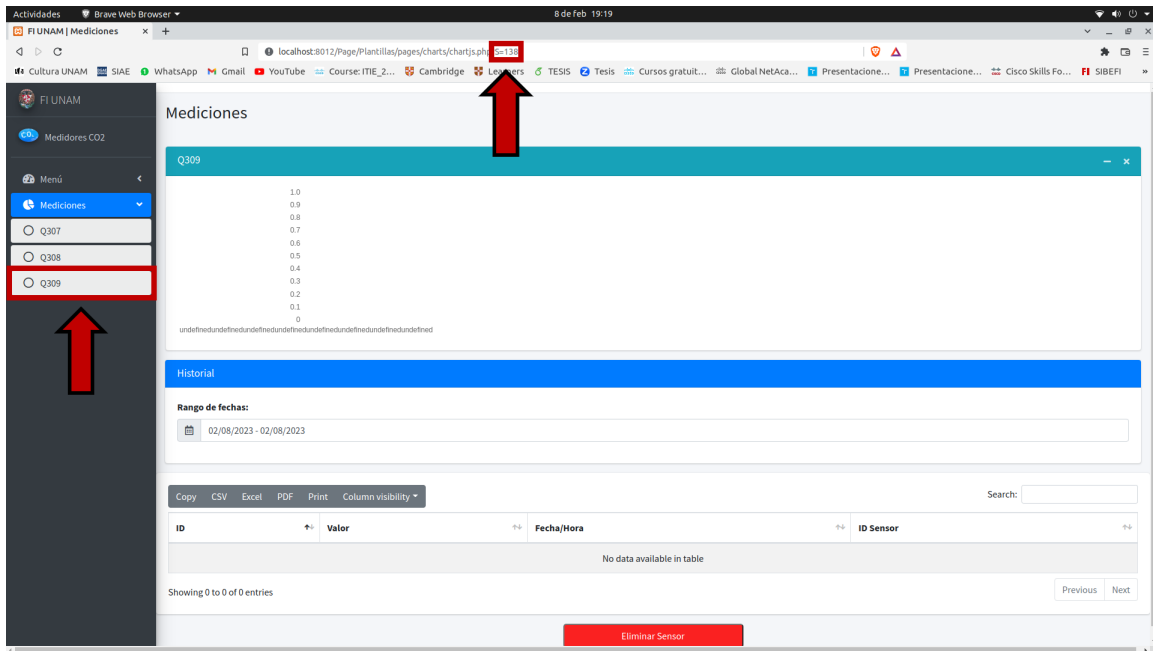 Actividades Brave Web Browser 8 de feb 19:19
FI UNAM | Mediciones
localhost:8012/Page/Plantillas/pages/charts/chartjs.php S=138
Cultura UNAM SIAE WhatsApp Gmail YouTube Course: ITIE_2... Cambridge Learners TESIS Tesis Cursos gratuit... Global NetAca... Presentacione... Presentacione... Cisco Skills Fo... FI SIBEFI »
FI UNAM
CO₂ Medidores CO2
Menú
Mediciones
Q307
Q308
Q309
Mediciones
Q309
1.0
0.9
0.8
0.7
0.6
0.5
0.4
0.3
0.2
0.1
0
undefinedundefinedundefinedundefinedundefinedundefinedundefinedundefined
Historial
Rango de fechas:
02/08/2023 - 02/08/2023
Copy CSV Excel PDF Print Column visibility Search:
ID Valor Fecha/Hora ID Sensor
No data available in table
Showing 0 to 0 of 0 entries Previous Next
Eliminar Sensor